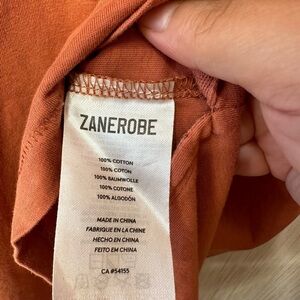 ZANEROBE
100% COTTON
100% COTON
100% BAUMWOLLE
100% COTONE
100% ALGODÓN
MADE IN CHINA
FABRIQUE EN LA CHINE
HECHO EN CHINA
FEITO EM CHINA
CA #54155